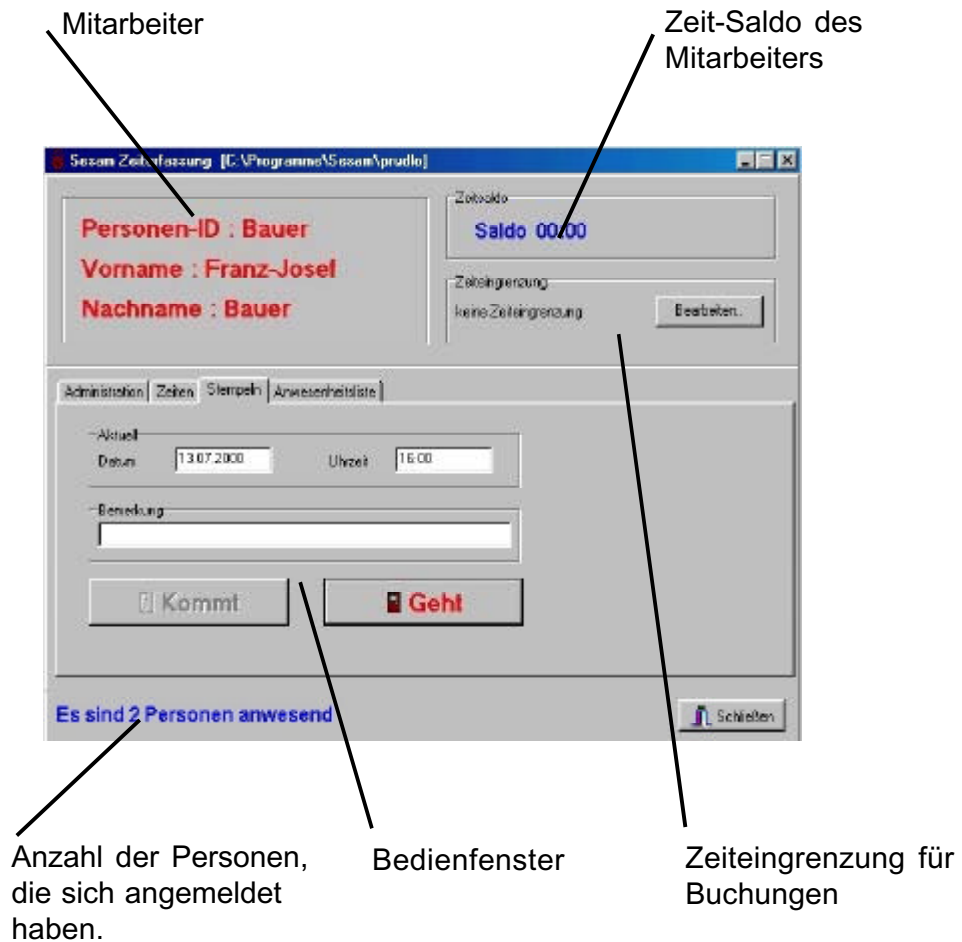 Mitarbeiter
Zeit-Saldo des
Mitarbeiters
Sesam Zeiterfassung [C:\Programme\Sesam\prudlo]
Personen-ID : Bauer
Vorname : Franz-Josef
Nachname : Bauer
Zeitsaldo
Saldo 00:00
Zeiteingrenzung
keine Zeiteingrenzung
Bearbeiten..
Administration Zeiten Stempeln Anwesenheitsliste
Aktuell
Datum 13.07.2000 Uhrzeit 16:00
Bemerkung
Kommt Geht
Es sind 2 Personen anwesend
Schließen
Anzahl der Personen,
die sich angemeldet
haben.
Bedienfenster
Zeiteingrenzung für
Buchungen